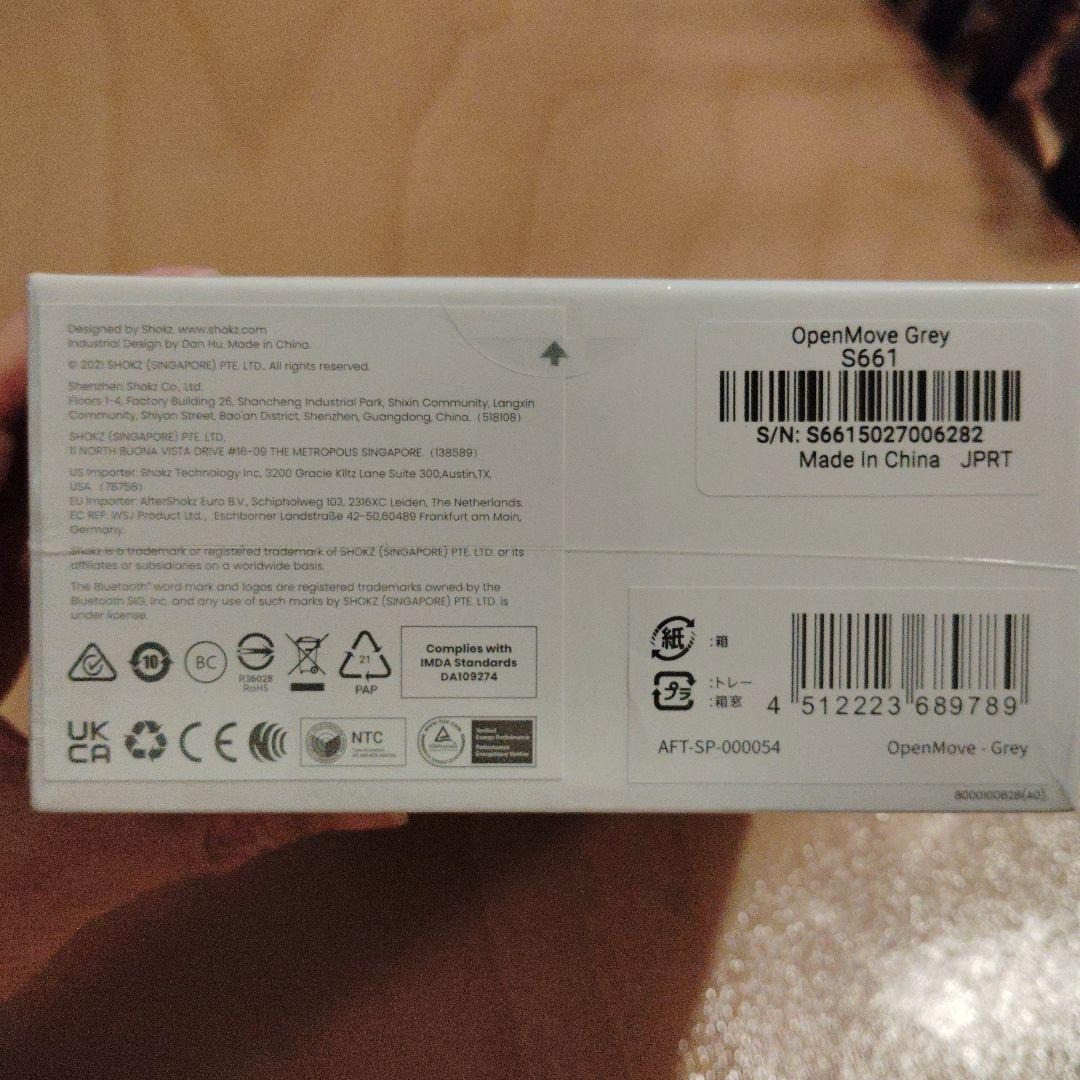 Designed by Shokz. www.shokz.com
Industrial Design by Dan Hu. Made in China.
© 2021 SHOKZ (SINGAPORE) PTE. LTD.. All rights reserved.
Shenzhen Shokz Co., Ltd.
Floors 1-4, Factory Building 26, Shancheng Industrial Park, Shixin Community, Langxin
Community, Shiyan Street, Bao'an District, Shenzhen, Guangdong, China.（518108）
SHOKZ (SINGAPORE) PTE. LTD.
11 NORTH BUONA VISTA DRIVE #16-09 THE METROPOLIS SINGAPORE.（138589）
US Importer: Shokz Technology Inc, 3200 Gracie Kiltz Lane Suite 300,Austin,TX,
USA （78758）
EU Importer: AfterShokz Euro B.V., Schipholweg 103, 2316XC Leiden, The Netherlands.
EC REP: WSJ Product Ltd., Eschborner Landstraße 42-50,60489 Frankfurt am Main,
Germany.
Shokz is a trademark or registered trademark of SHOKZ (SINGAPORE) PTE. LTD. or its
affiliates or subsidiaries on a worldwide basis.
The Bluetooth® word mark and logos are registered trademarks owned by the
Bluetooth SIG, Inc. and any use of such marks by SHOKZ (SINGAPORE) PTE. LTD. is
under license.
10
BC
R36028
RoHS
21
PAP
Complies with
IMDA Standards
DA109274
UK
CA
CE
NTC
Verified
Energy Performance
OpenMove Grey
S661
S/N: S6615027006282
Made In China JPRT
紙 :箱
プラ :トレー
:箱窓
4 512223 689789
AFT-SP-000054 OpenMove - Grey
8000100628(A0)